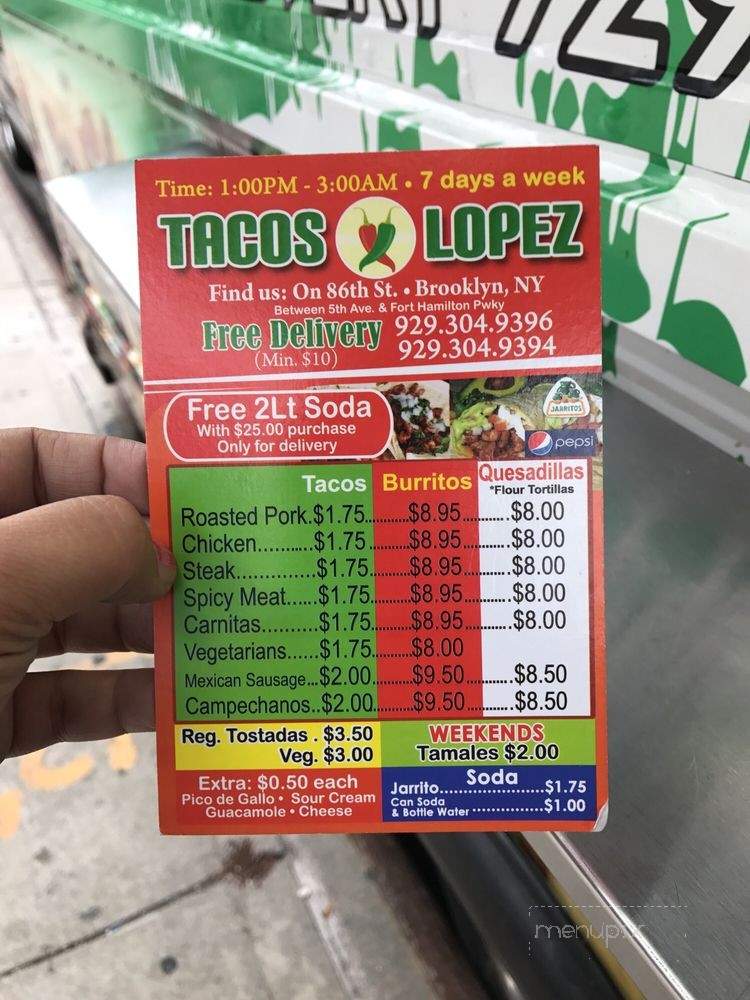 Time: 1:00PM - 3:00AM • 7 days a week
TACOS LOPEZ
Find us: On 86th St. • Brooklyn, NY
Between 5th Ave. & Fort Hamilton Pwky
Free Delivery 929.304.9396
(Min. $10) 929.304.9394
Free 2Lt Soda
With $25.00 purchase
Only for delivery
JARRITOS
pepsi
Tacos Burritos Quesadillas
*Flour Tortillas
Roasted Pork.$1.75..........$8.95..........$8.00
Chicken..........$1.75..........$8.95..........$8.00
Steak..............$1.75..........$8.95..........$8.00
Spicy Meat......$1.75..........$8.95..........$8.00
Carnitas..........$1.75..........$8.95..........$8.00
Vegetarians......$1.75..........$8.00
Mexican Sausage...$2.00..........$9.50..........$8.50
Campechanos..$2.00..........$9.50..........$8.50
Reg. Tostadas . $3.50
Veg. $3.00
WEEKENDS
Tamales $2.00
Extra: $0.50 each
Pico de Gallo • Sour Cream
Guacamole • Cheese
Soda
Jarrito......................$1.75
Can Soda
& Bottle Water ...............$1.00